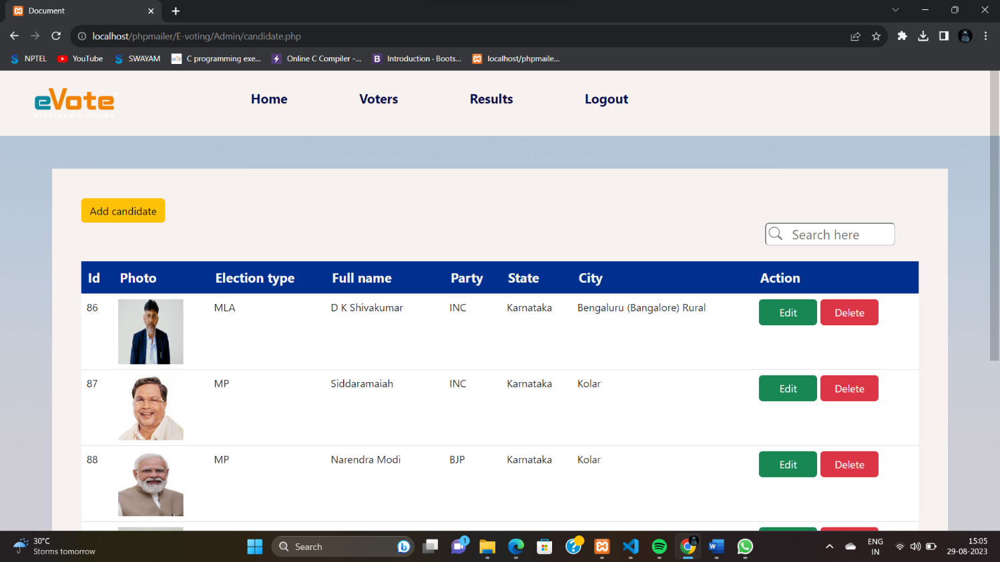 Document
localhost/phpmailer/E-voting/Admin/candidate.php
NPTEL YouTube SWAYAM w3r C programming exe... Online C Compiler -... B Introduction · Boots... localhost/phpmaile...
eVote
ELECTRONIC VOTING
Home Voters Results Logout
Add candidate
Search here
Id Photo Election type Full name Party State City Action
86 MLA D K Shivakumar INC Karnataka Bengaluru (Bangalore) Rural Edit Delete
87 MP Siddaramaiah INC Karnataka Kolar Edit Delete
88 MP Narendra Modi BJP Karnataka Kolar Edit Delete
30°C
Storms tomorrow
Search
1
ENG
IN
15:05
29-08-2023